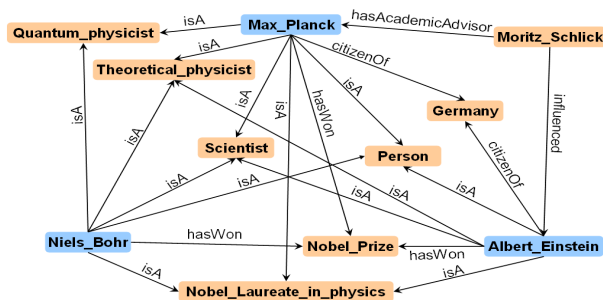 isA
Max_Planck
hasAcademicAdvisor
Quantum_physicist
Moritz_Schlick
isA
Theoretical_physicist
citizenOf
isA
isA
Germany
influenced
isA
isA
hasWon
isA
Scientist
Person
citizenOf
isA
isA
isA
isA
isA
Niels_Bohr
hasWon
Nobel_Prize
hasWon
Albert_Einstein
isA
isA
Nobel_Laureate_in_physics